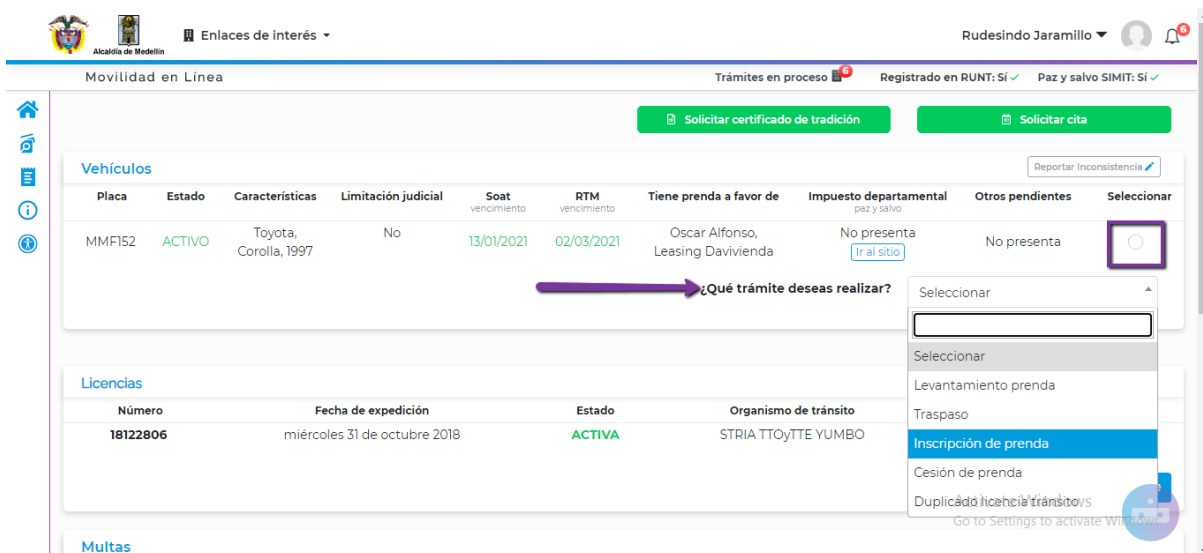 Alcaldía de Medellín
Enlaces de interés
Rudesindo Jaramillo
6
Movilidad en Línea
Trámites en proceso 6
Registrado en RUNT: Sí
Paz y salvo SIMIT: Sí
Solicitar certificado de tradición
Solicitar cita
Vehículos
Reportar Inconsistencia
Placa Estado Características Limitación judicial Soat RTM Tiene prenda a favor de Impuesto departamental Otros pendientes Seleccionar
vencimiento vencimiento paz y salvo
MMF152 ACTIVO Toyota, No 13/01/2021 02/03/2021 Oscar Alfonso, No presenta No presenta
Corolla, 1997 Leasing Davivienda Ir al sitio
¿Qué trámite deseas realizar? Seleccionar
Seleccionar
Levantamiento prenda
Traspaso
Inscripción de prenda
Cesión de prenda
Duplicado licencia tránsito
Licencias
Número Fecha de expedición Estado Organismo de tránsito
18122806 miércoles 31 de octubre 2018 ACTIVA STRIA TTOyTTE YUMBO
Activate Windows
Go to Settings to activate Windows.
Multas